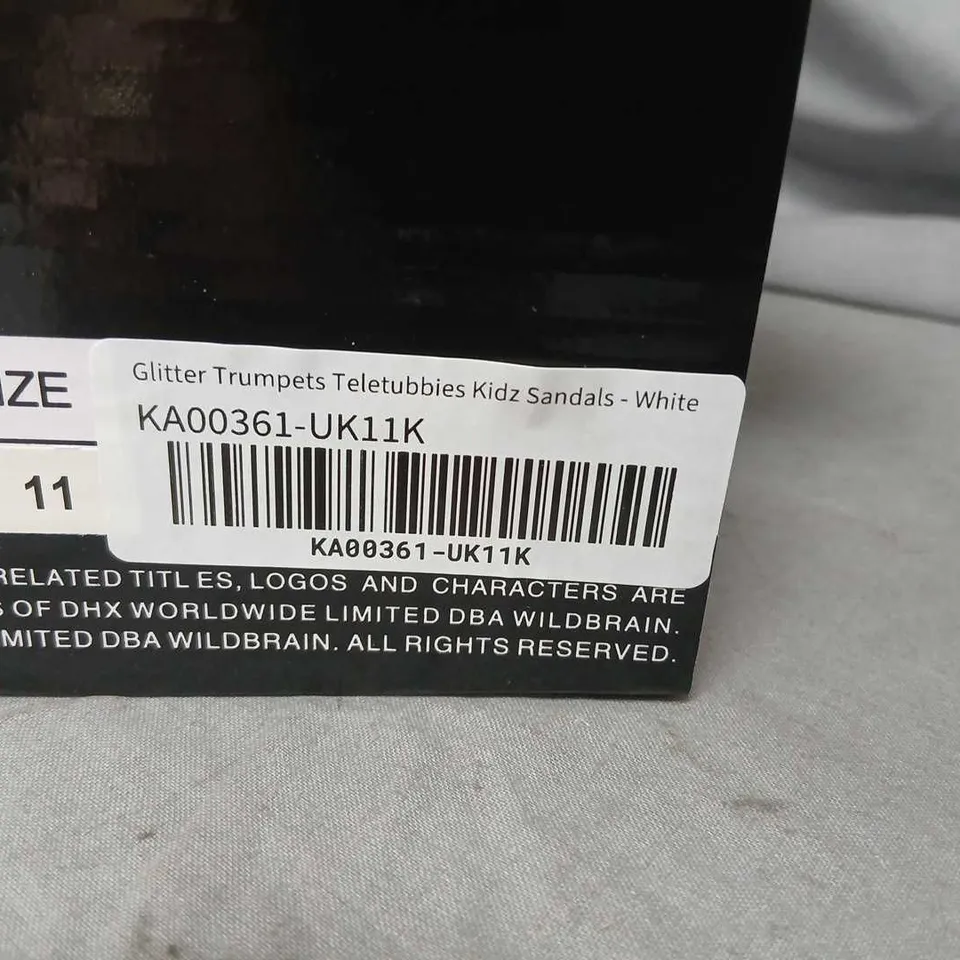 Glitter Trumpets Teletubbies Kidz Sandals - White
KA00361-UK11K
KA00361-UK11K
IZE
11
RELATED TITL ES, LOGOS AND CHARACTERS ARE
S OF DHX WORLDWIDE LIMITED DBA WILDBRAIN.
MITED DBA WILDBRAIN. ALL RIGHTS RESERVED.